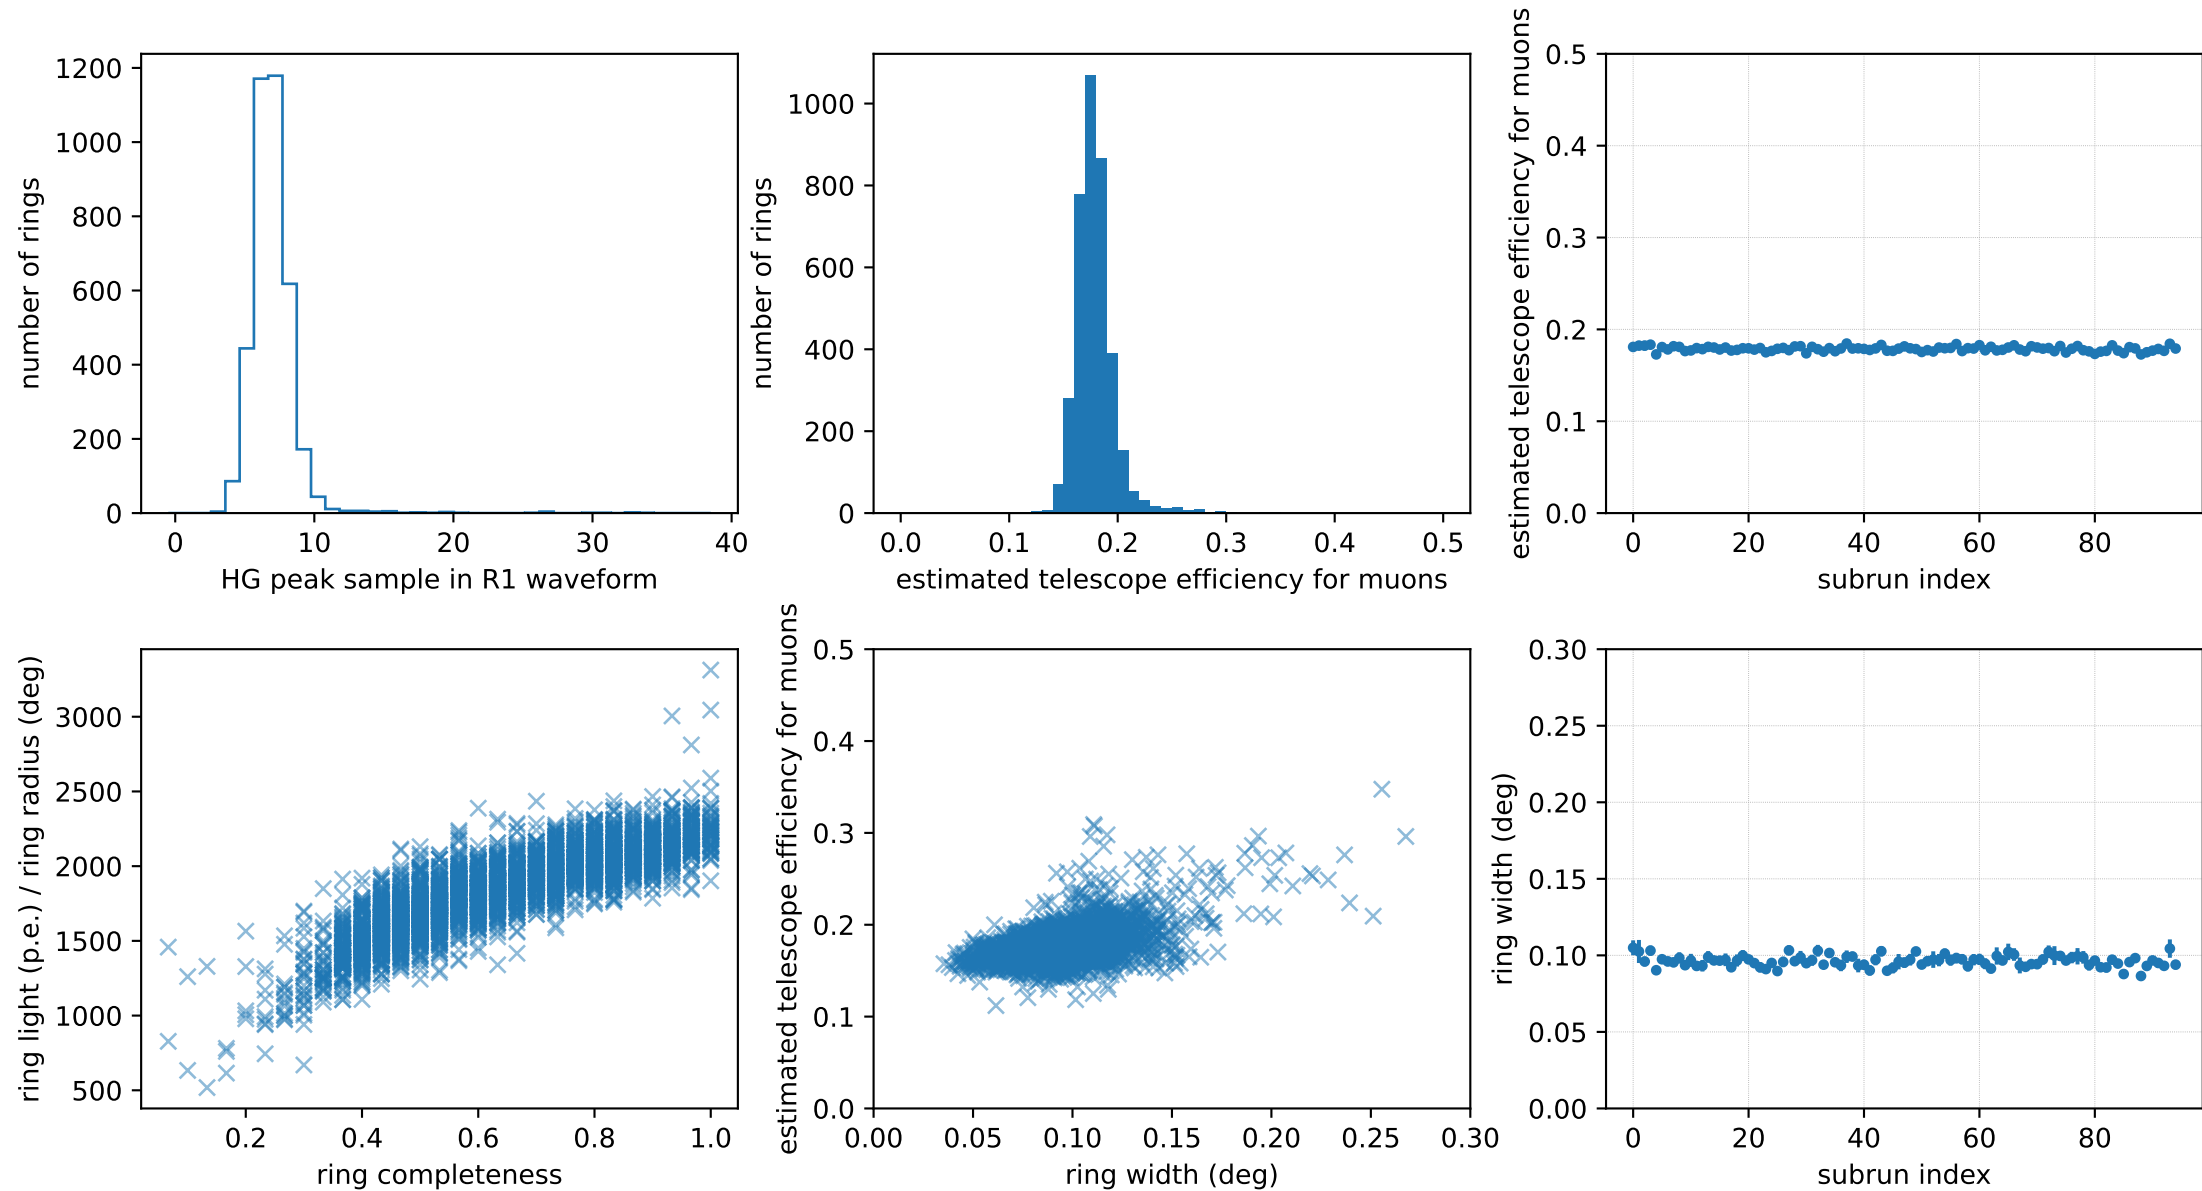 number of rings
1200
1000
800
600
400
200
0
0 10 20 30 40
HG peak sample in R1 waveform
number of rings
1000
800
600
400
200
0
0.0 0.1 0.2 0.3 0.4 0.5
estimated telescope efficiency for muons
estimated telescope efficiency for muons
0.5
0.4
0.3
0.2
0.1
0.0
0 20 40 60 80
subrun index
ring light (p.e.) / ring radius (deg)
3000
2500
2000
1500
1000
500
0.2 0.4 0.6 0.8 1.0
ring completeness
estimated telescope efficiency for muons
0.5
0.4
0.3
0.2
0.1
0.0
0.00 0.05 0.10 0.15 0.20 0.25 0.30
ring width (deg)
ring width (deg)
0.30
0.25
0.20
0.15
0.10
0.05
0.00
0 20 40 60 80
subrun index